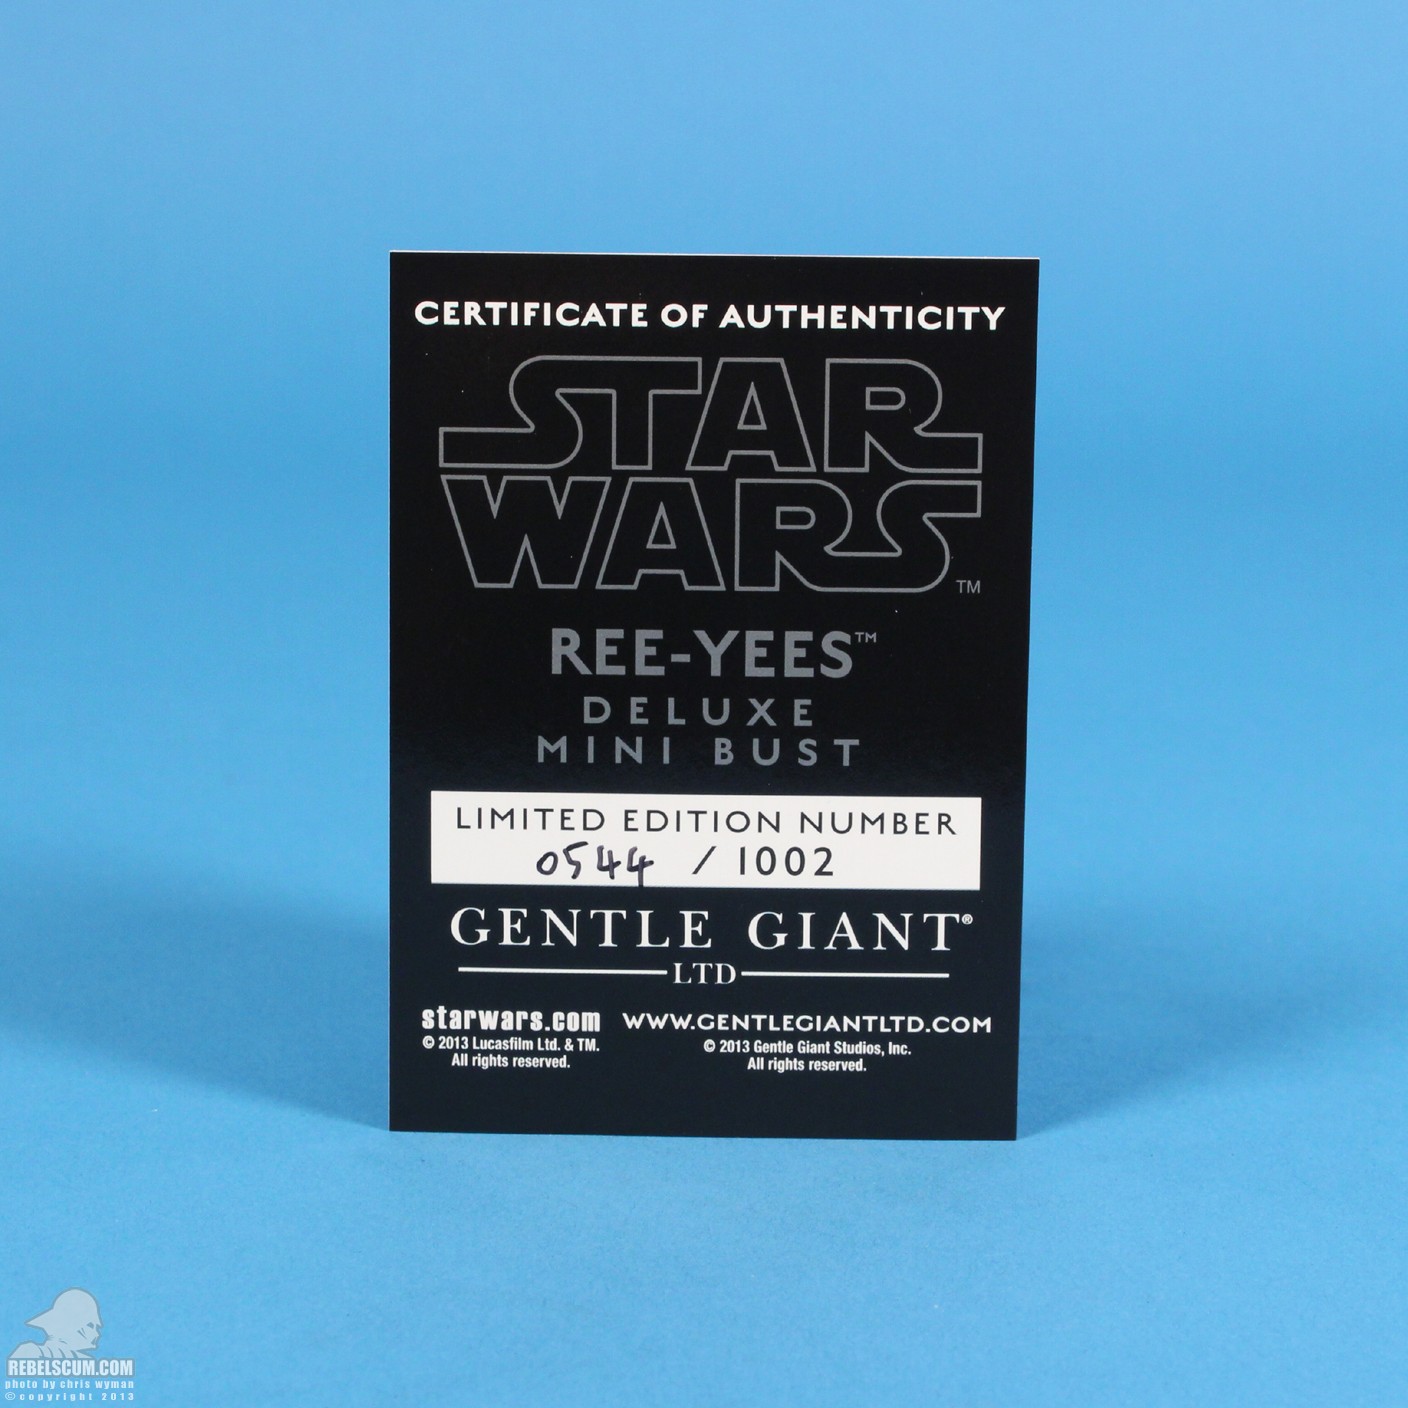 CERTIFICATE OF AUTHENTICITY
STAR
WARS™
REE-YEES™
DELUXE
MINI BUST
LIMITED EDITION NUMBER
0544 / 1002
GENTLE GIANT®
LTD
starwars.com WWW.GENTLEGIANTLTD.COM
© 2013 Lucasfilm Ltd. & TM. © 2013 Gentle Giant Studios, Inc.
All rights reserved. All rights reserved.
REBELSCUM.COM
photo by chris wyman
© copyright 2013